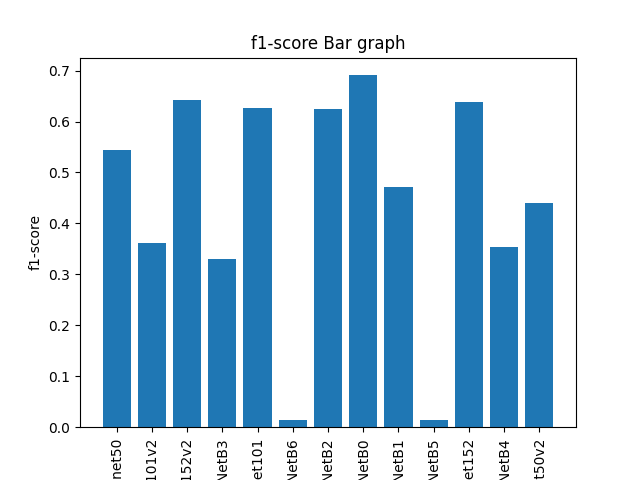 f1-score Bar graph
0.7
0.6
0.5
0.4
0.3
0.2
0.1
0.0
f1-score
net50
101v2
152v2
NetB3
et101
NetB6
NetB2
NetB0
NetB1
NetB5
et152
NetB4
t50v2